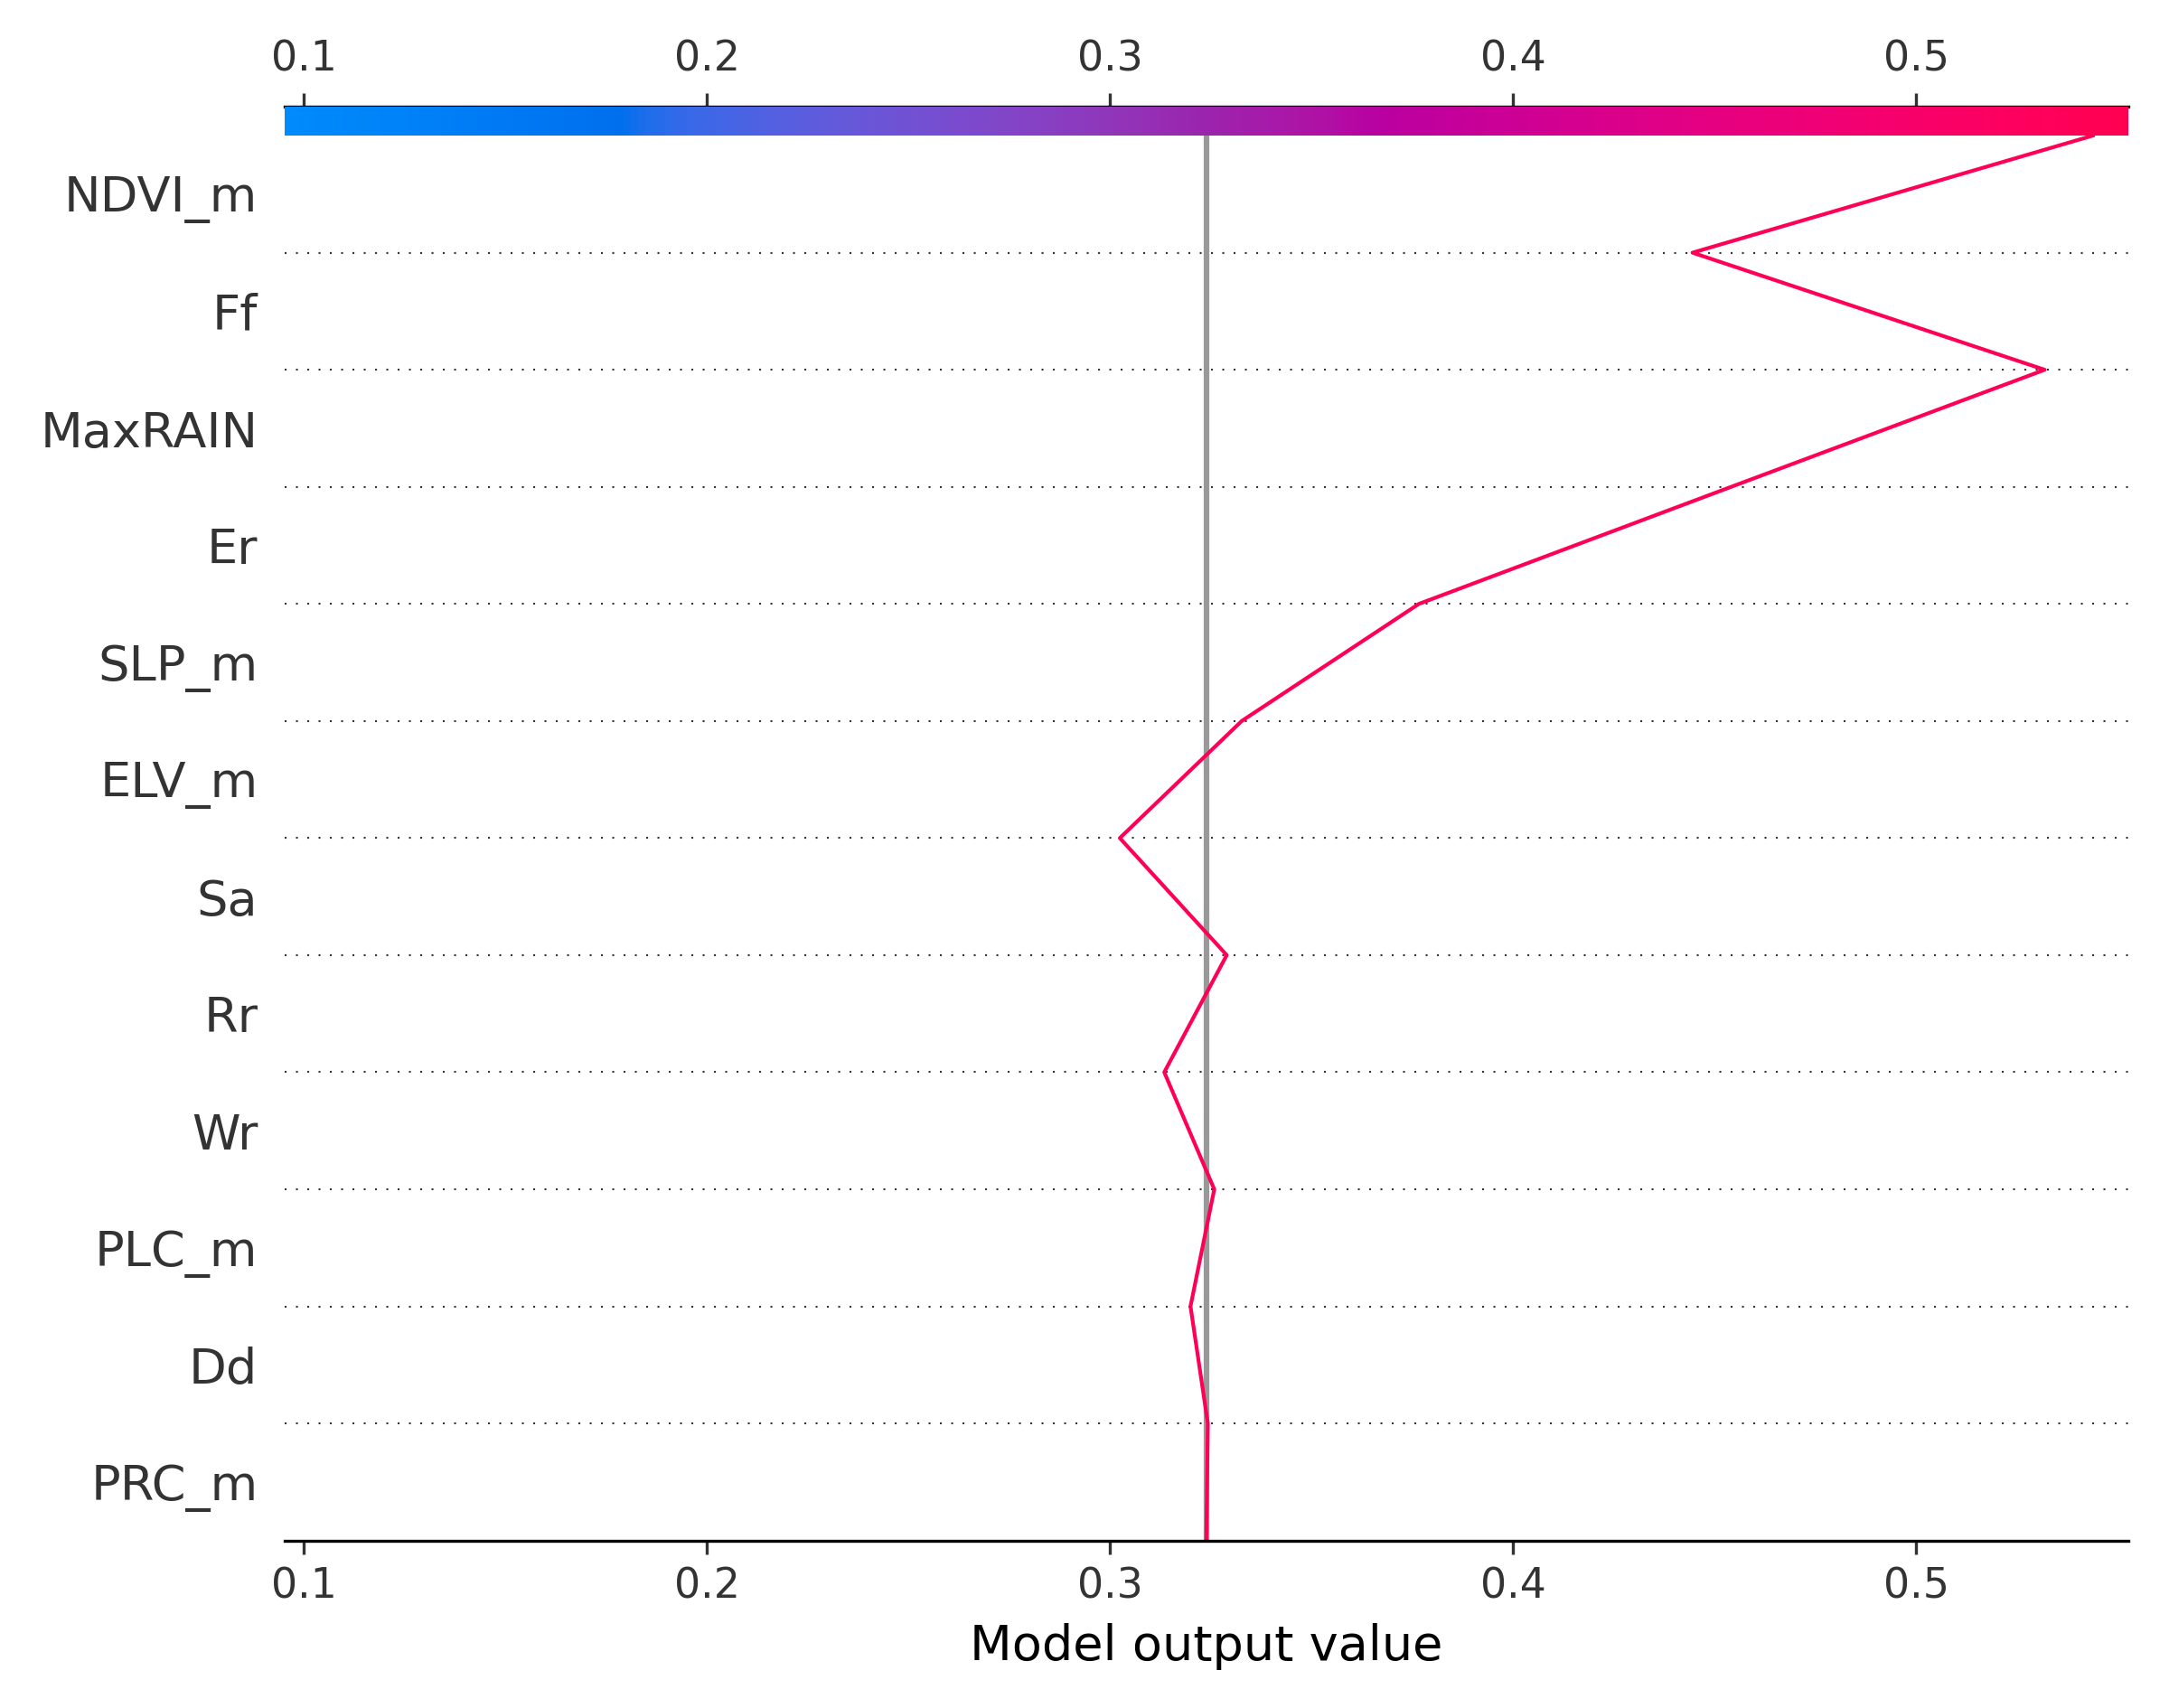 0.1 0.2 0.3 0.4 0.5
NDVI_m
Ff
MaxRAIN
Er
SLP_m
ELV_m
Sa
Rr
Wr
PLC_m
Dd
PRC_m
0.1 0.2 0.3 0.4 0.5
Model output value